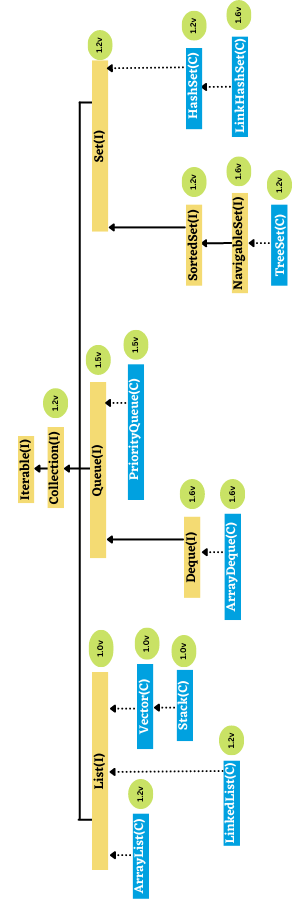 Iterable(I)
Collection(I)
1.2v
List(I)
1.0v
Queue(I)
1.5v
Set(I)
1.2v
ArrayList(C)
1.2v
Vector(C)
1.0v
Stack(C)
1.0v
LinkedList(C)
1.2v
PriorityQueue(C)
1.5v
Deque(I)
1.6v
ArrayDeque(C)
1.6v
SortedSet(I)
1.2v
NavigableSet(I)
1.6v
TreeSet(C)
1.2v
HashSet(C)
1.2v
LinkHashSet(C)
1.6v